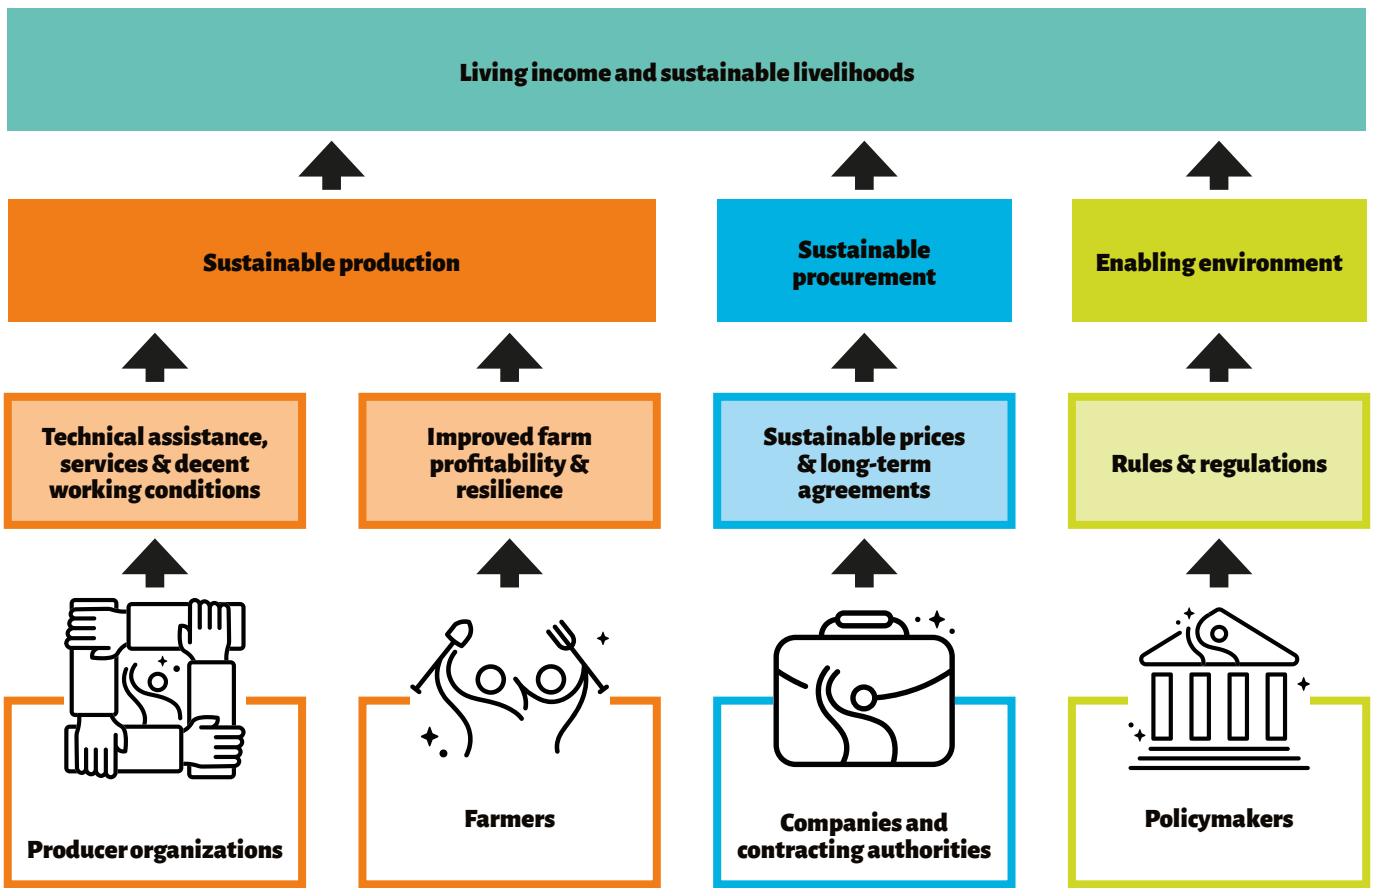 Living income and sustainable livelihoods
Sustainable production
Sustainable
procurement
Enabling environment
Technical assistance,
services & decent
working conditions
Improved farm
profitability &
resilience
Sustainable prices
& long-term
agreements
Rules & regulations
Producer organizations
Farmers
Companies and
contracting authorities
Policymakers